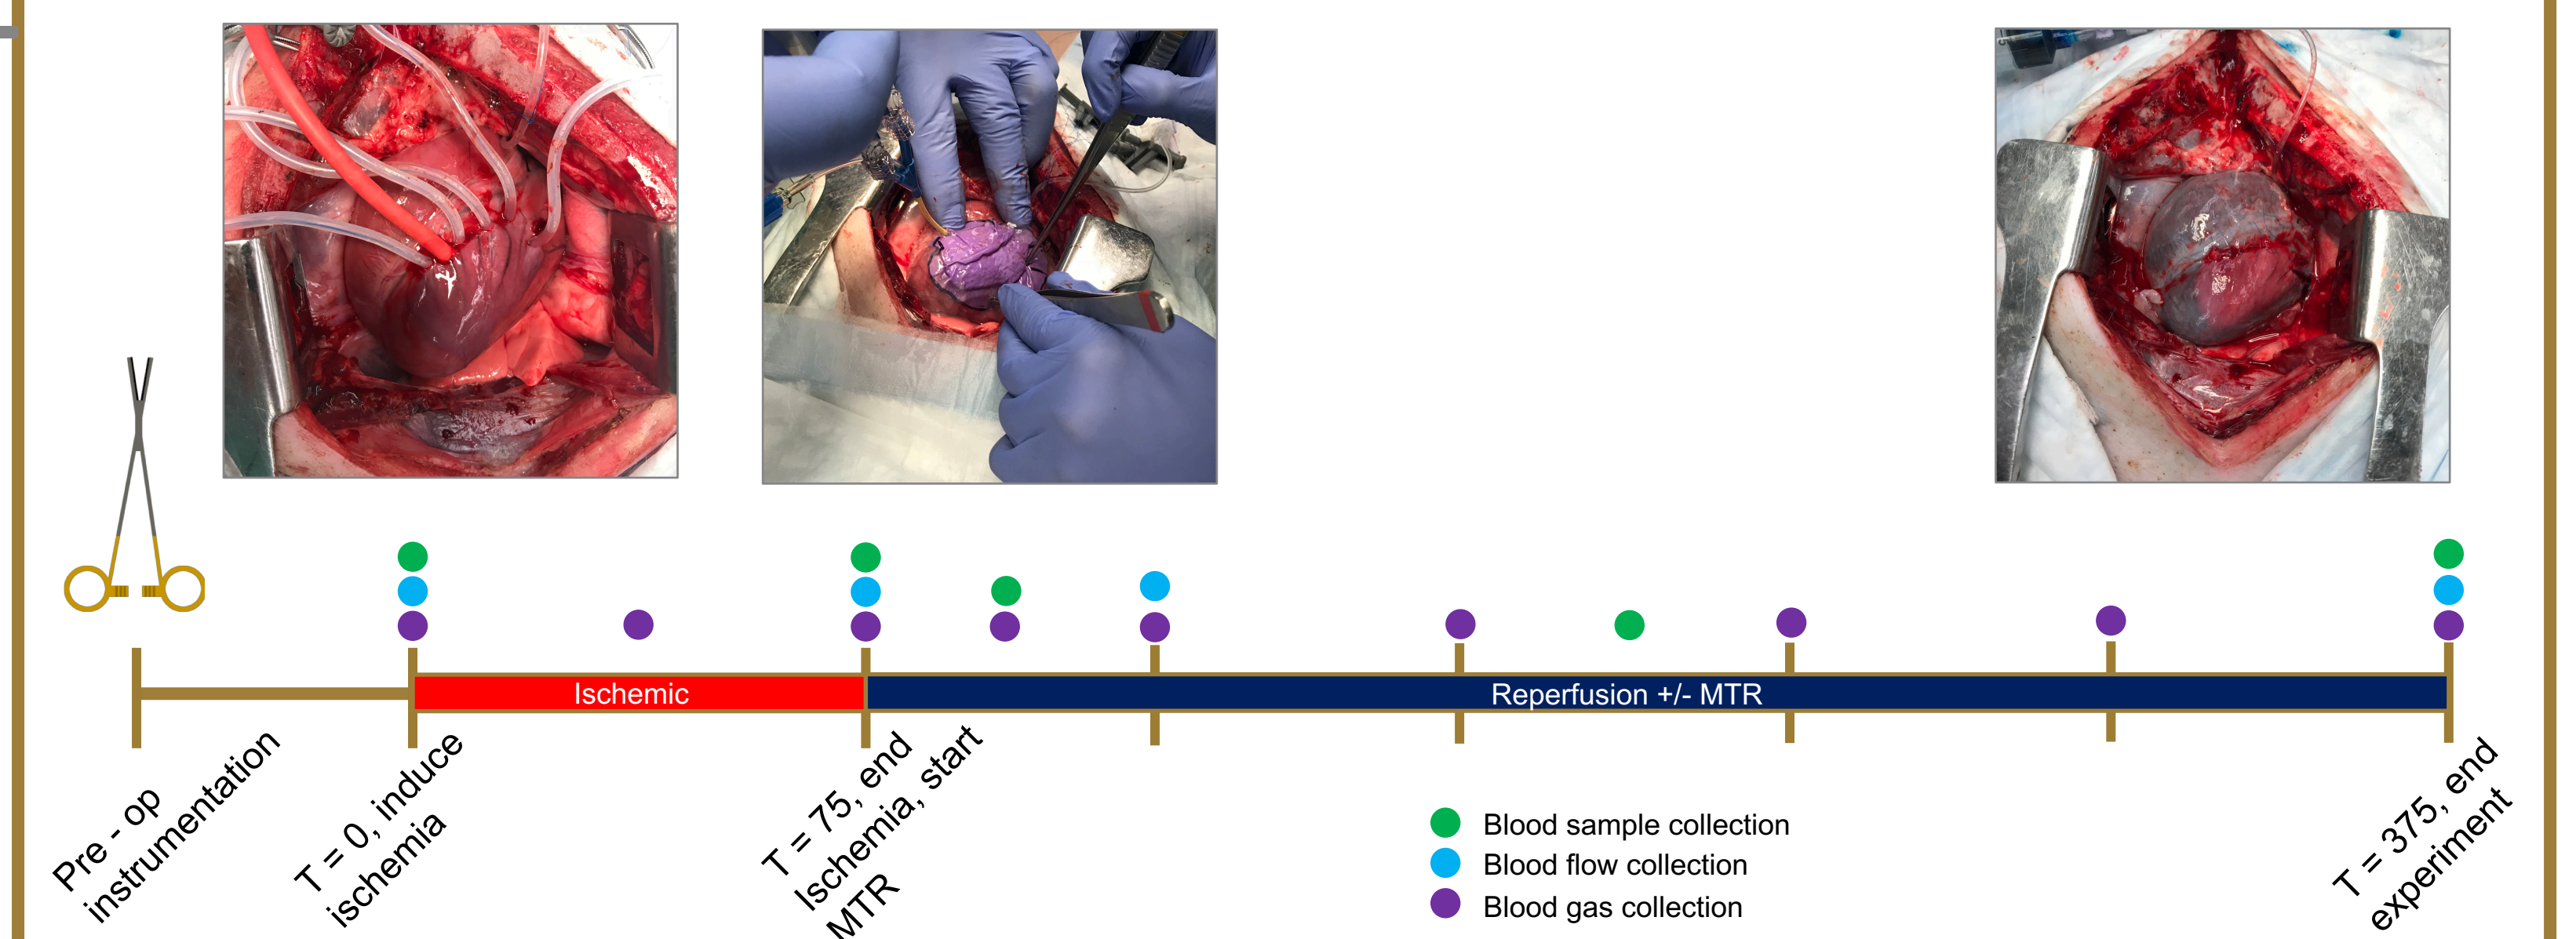 Ischemic
Reperfusion +/- MTR
Pre - op
instrumentation
T = 0, induce
ischemia
T = 75, end
Ischemia, start
MTR
T = 375, end
experiment
Blood sample collection
Blood flow collection
Blood gas collection